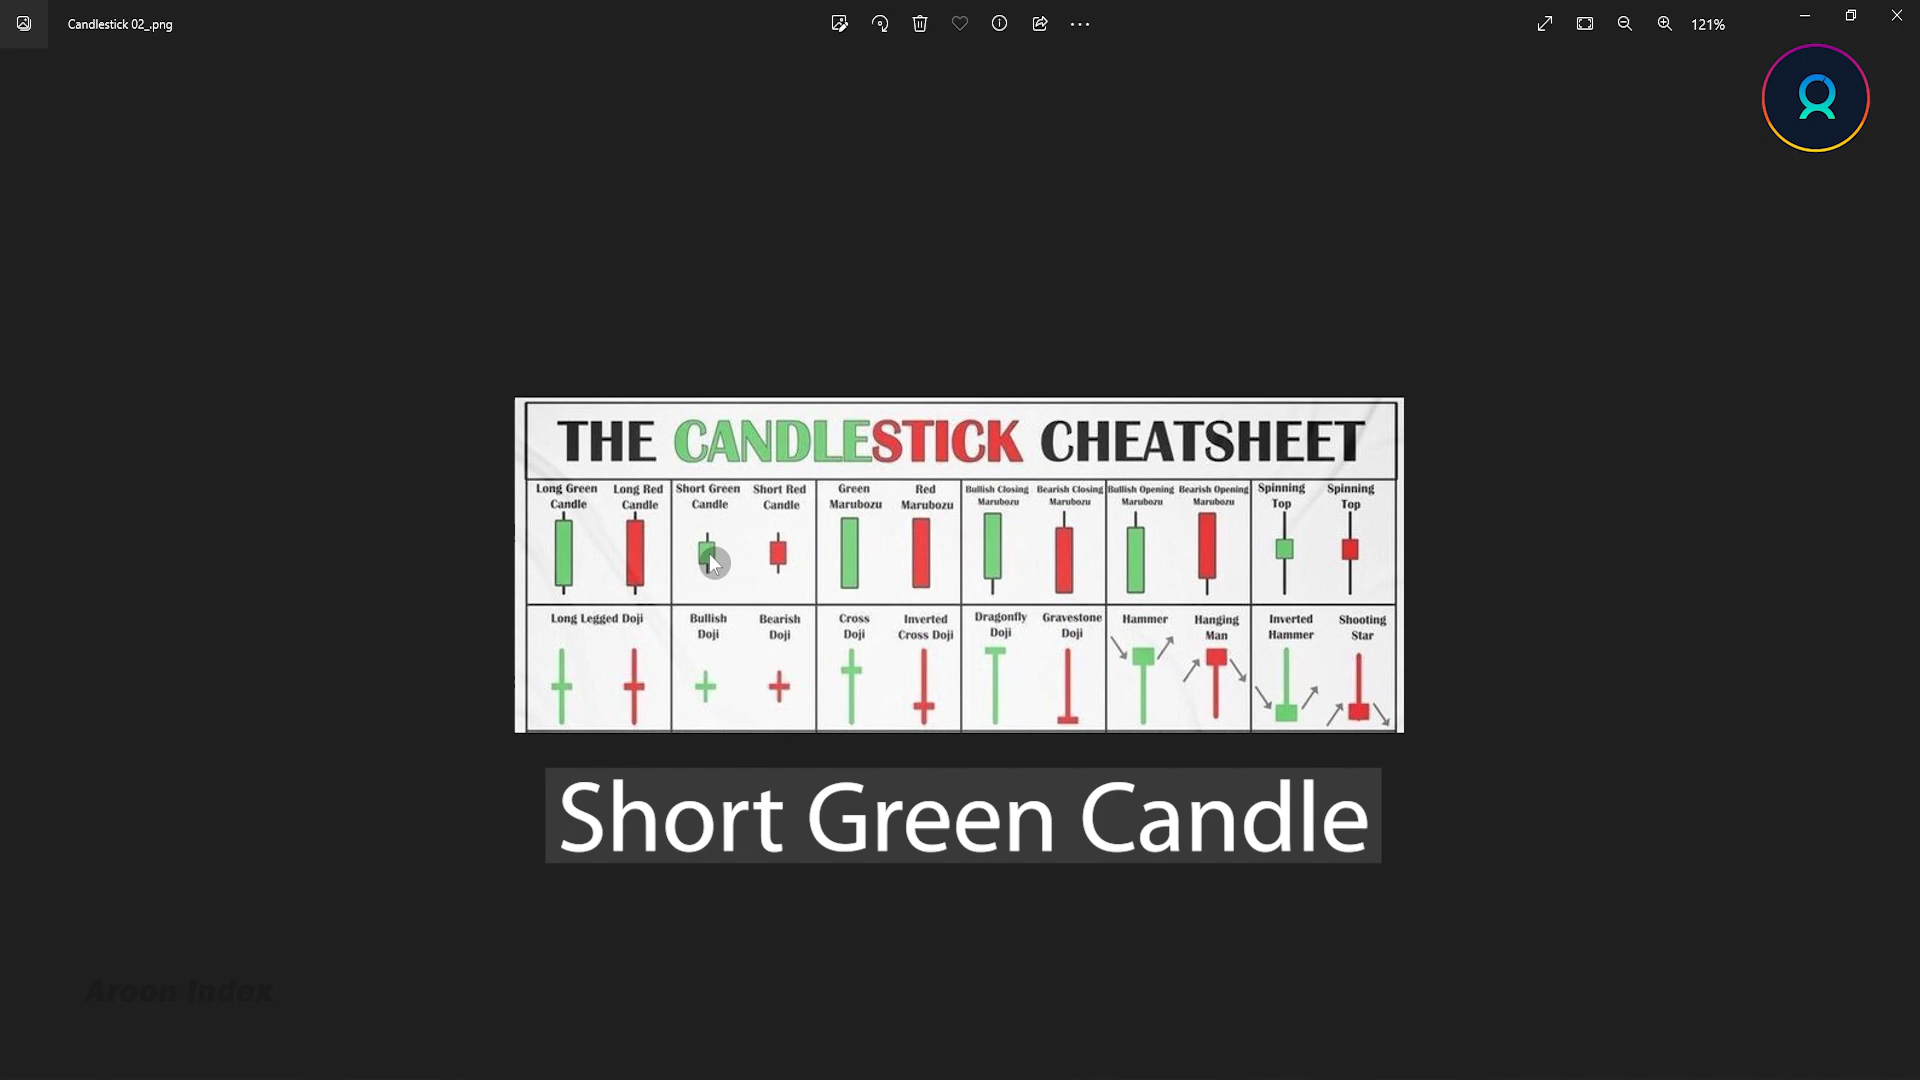 Candlestick 02_.png
121%
THE CANDLESTICK CHEATSHEET
Long Green Candle
Long Red Candle
Short Green Candle
Short Red Candle
Green Marubozu
Red Marubozu
Bullish Closing Marubozu
Bearish Closing Marubozu
Bullish Opening Marubozu
Bearish Opening Marubozu
Spinning Top
Spinning Top
Long Legged Doji
Bullish Doji
Bearish Doji
Cross Doji
Inverted Cross Doji
Dragonfly Doji
Gravestone Doji
Hammer
Hanging Man
Inverted Hammer
Shooting Star
Short Green Candle
Aroon Index